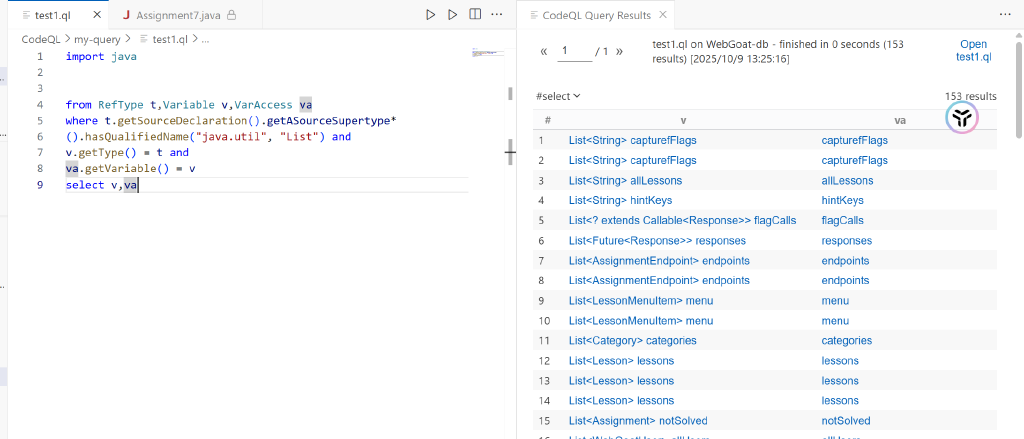 test1.ql
Assignment7.java
CodeQL > my-query > test1.ql > ...
1 import java
2
3
4 from RefType t,Variable v,VarAccess va
5 where t.getSourceDeclaration().getASourceSupertype*
6 ().hasQualifiedName("java.util", "List") and
7 v.getType() = t and
8 va.getVariable() = v
9 select v,va
CodeQL Query Results
« 1 / 1 »
test1.ql on WebGoat-db - finished in 0 seconds (153
results) [2025/10/9 13:25:16]
Open
test1.ql
#select
153 results
# v va
1 List<String> capturefFlags capturefFlags
2 List<String> capturefFlags capturefFlags
3 List<String> allLessons allLessons
4 List<String> hintKeys hintKeys
5 List<? extends Callable<Response>> flagCalls flagCalls
6 List<Future<Response>> responses responses
7 List<AssignmentEndpoint> endpoints endpoints
8 List<AssignmentEndpoint> endpoints endpoints
9 List<LessonMenuItem> menu menu
10 List<LessonMenuItem> menu menu
11 List<Category> categories categories
12 List<Lesson> lessons lessons
13 List<Lesson> lessons lessons
14 List<Lesson> lessons lessons
15 List<Assignment> notSolved notSolved